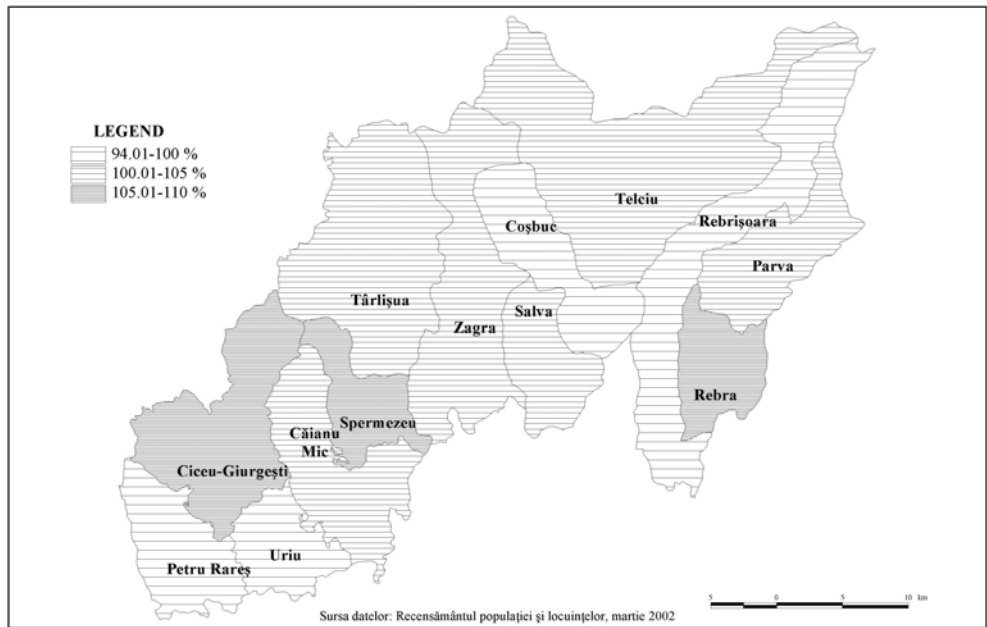 LEGEND
94.01-100 %
100.01-105 %
105.01-110 %
Telciu
Coşbuc
Rebrişoara
Parva
Târlişua
Salva
Zagra
Rebra
Spermezeu
Căianu
Mic
Ciceu-Giurgeşti
Uriu
Petru Rareş
5 0 5 10 km
Sursa datelor: Recensământul populaţiei şi locuinţelor, martie 2002